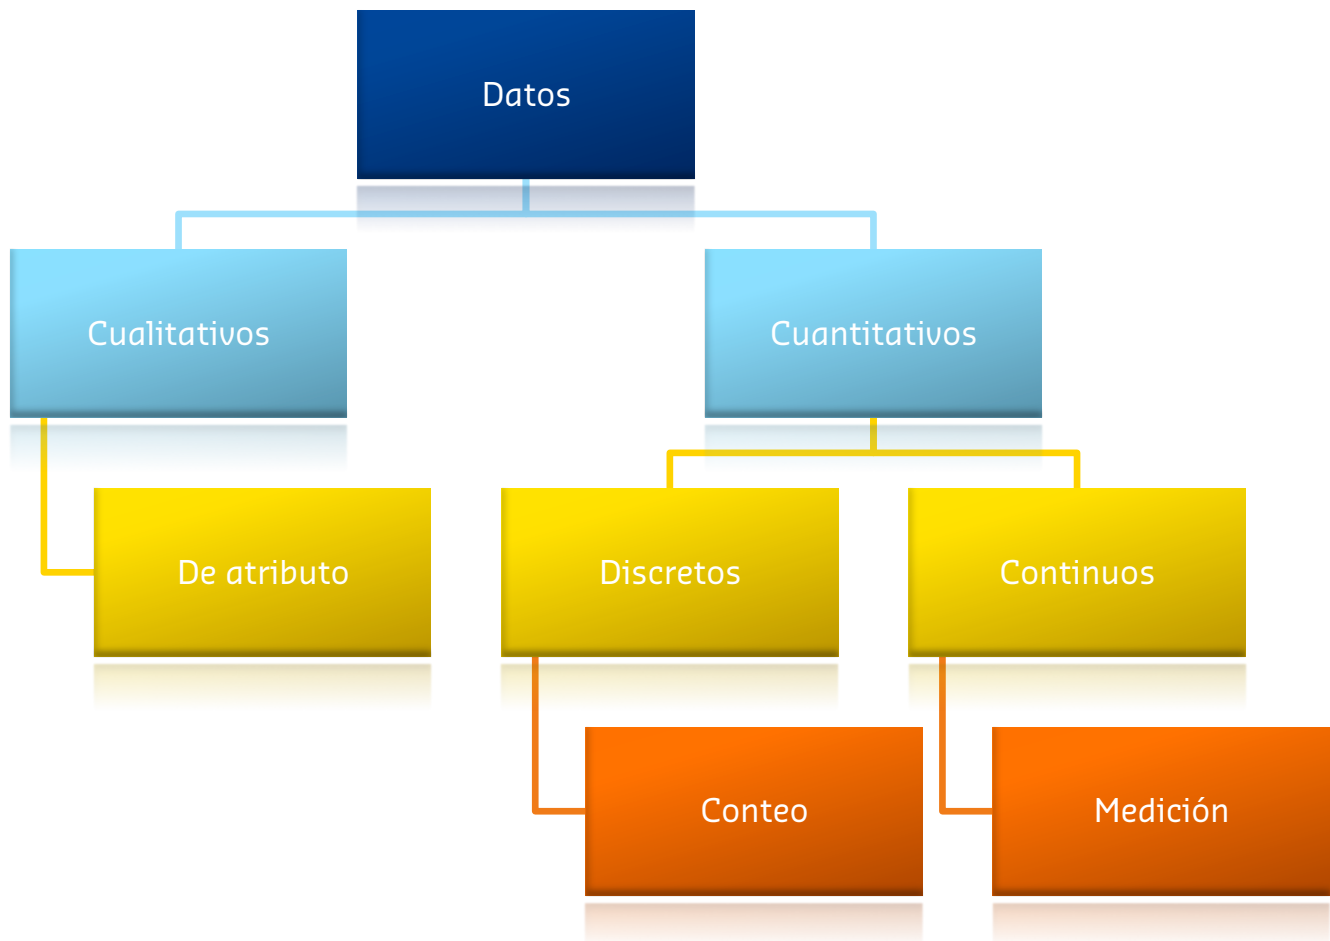 Datos
Cualitativos
Cuantitativos
De atributo
Discretos
Continuos
Conteo
Medición